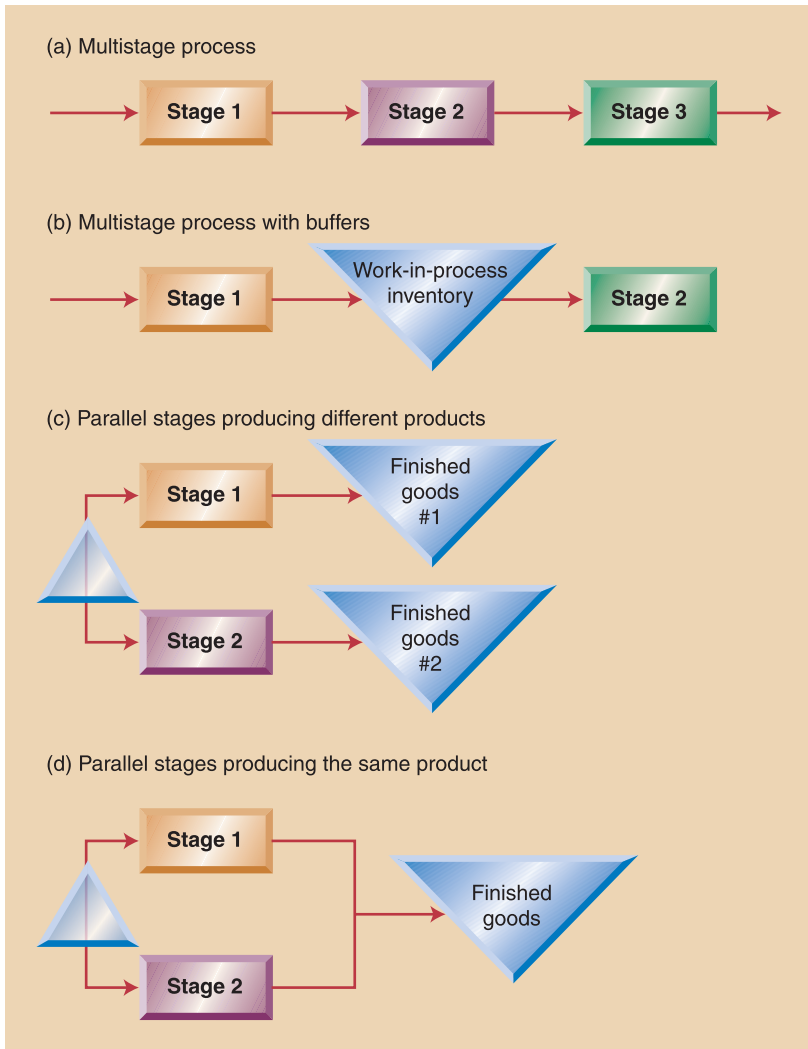 (a) Multistage process
Stage 1
Stage 2
Stage 3
(b) Multistage process with buffers
Stage 1
Work-in-process
inventory
Stage 2
(c) Parallel stages producing different products
Stage 1
Finished
goods
#1
Stage 2
Finished
goods
#2
(d) Parallel stages producing the same product
Stage 1
Finished
goods
Stage 2